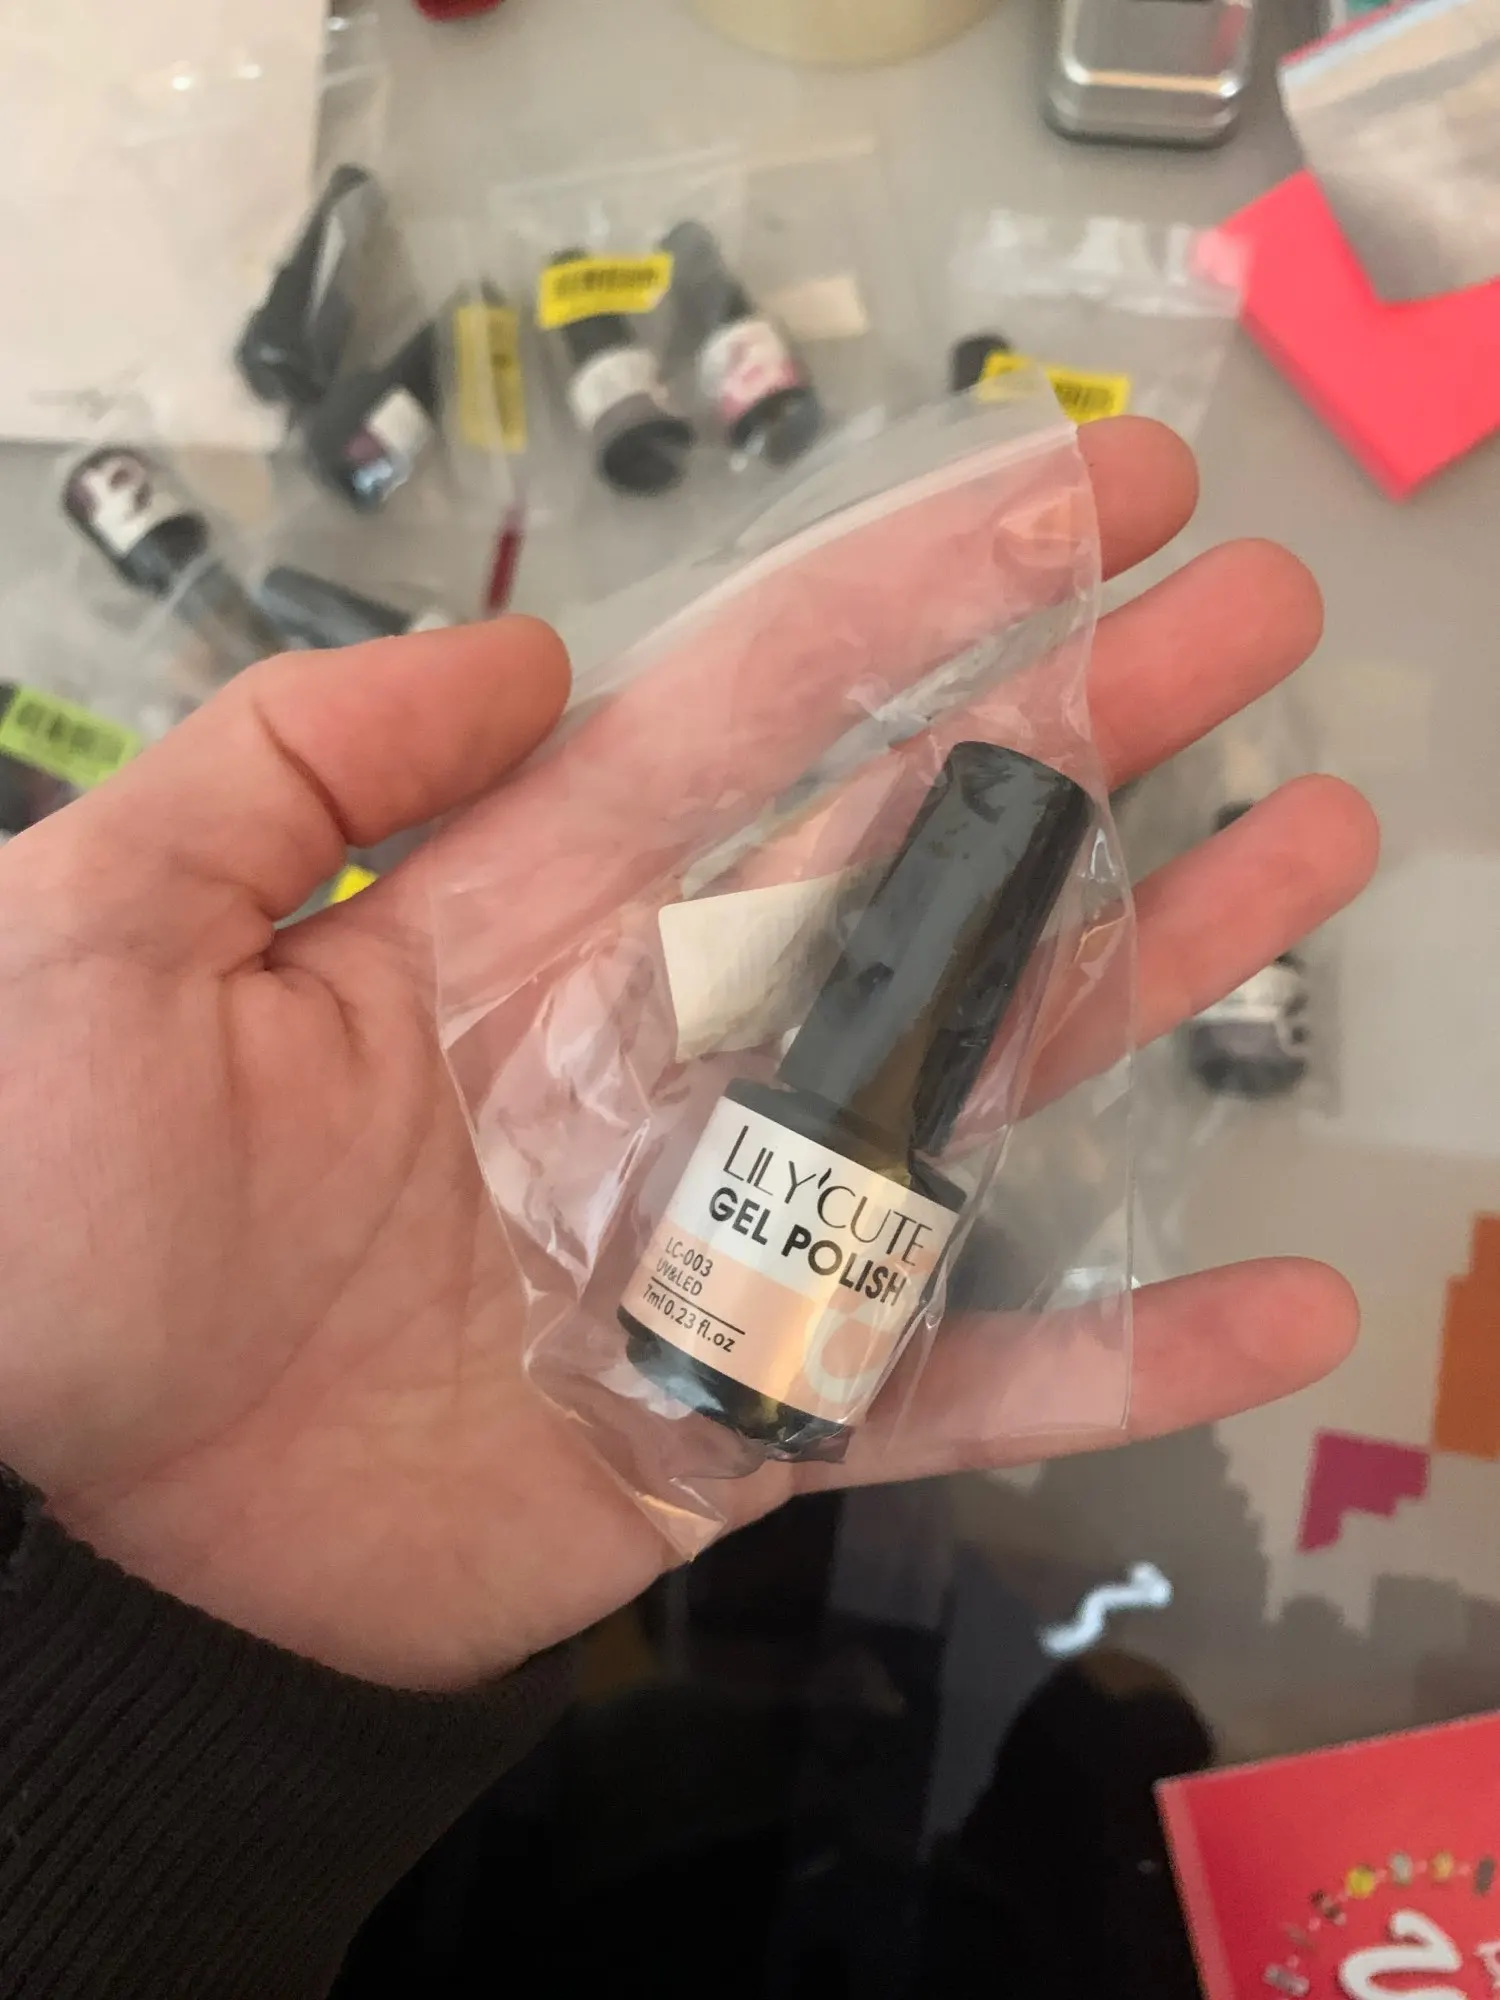 LILY'CUTE
GEL POLISH
LC-003
UV&LED
7ml 0.23 fl.oz